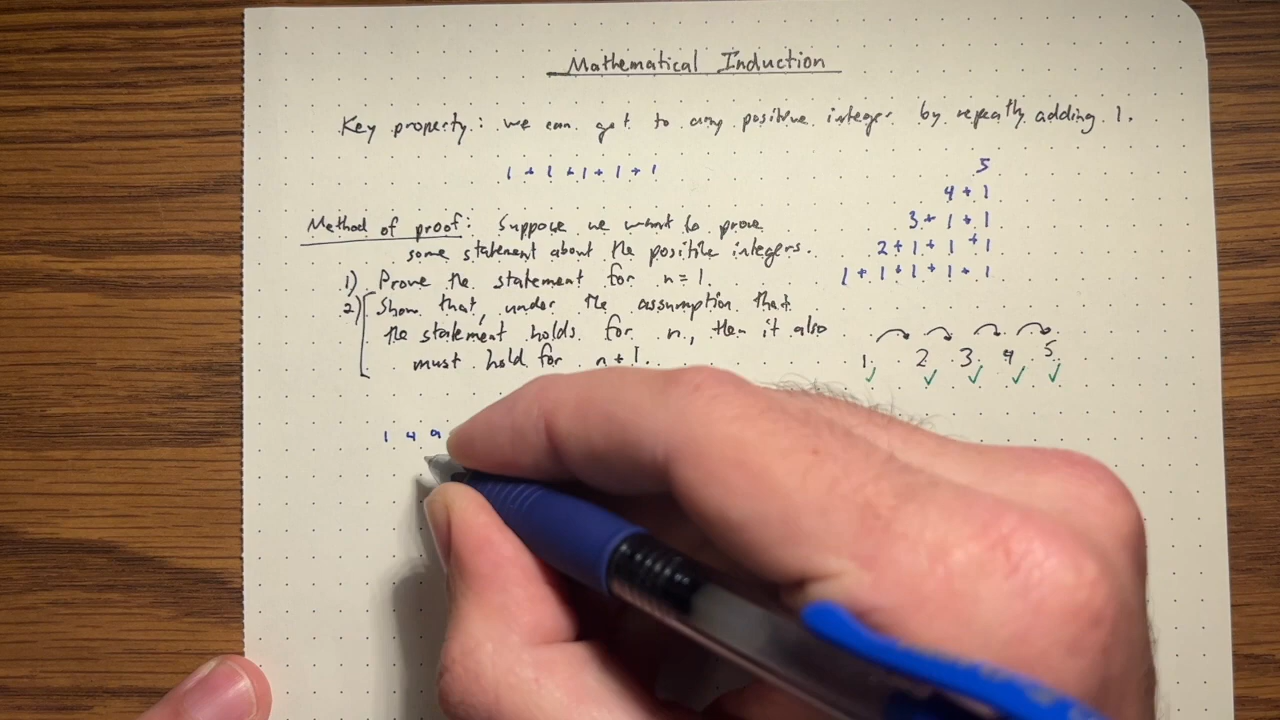 Mathematical Induction
Key property: we can get to any positive integer by repeatly adding 1.
1 + 1 + 1 + 1 + 1
5
4 + 1
3 + 1 + 1
2 + 1 + 1 + 1
1 + 1 + 1 + 1 + 1
Method of proof: Suppose we want to prove
some statement about the positive integers.
1) Prove the statement for n = 1.
2) Show that, under the assumption that
the statement holds for n, then it also
must hold for n + 1.
1 2 3 4 5
✓ ✓ ✓ ✓ ✓
1 4 9